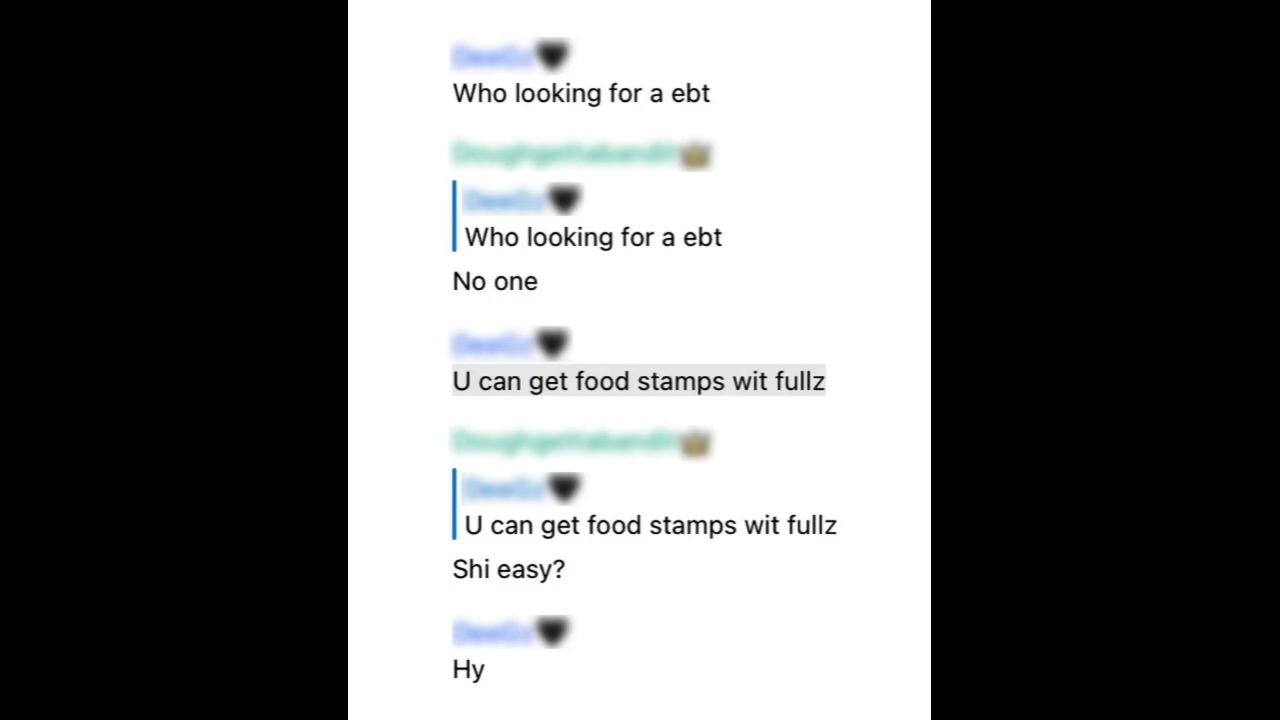 Who looking for a ebt
Who looking for a ebt
No one
U can get food stamps wit fullz
U can get food stamps wit fullz
Shi easy?
Hy